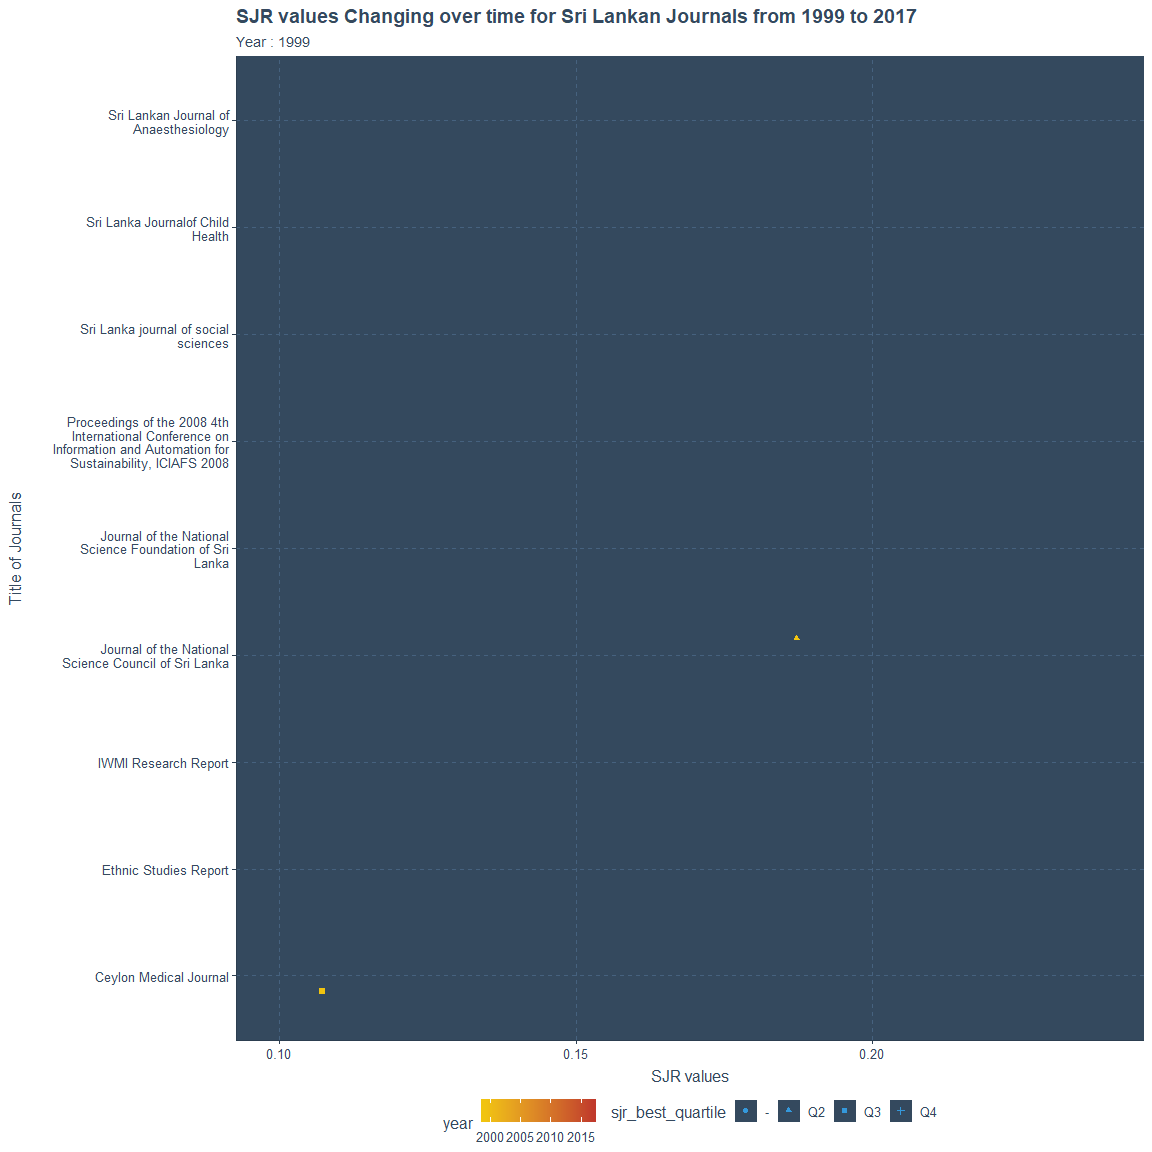 SJR values Changing over time for Sri Lankan Journals from 1999 to 2017
Year : 1999
Title of Journals
Sri Lankan Journal of
Anaesthesiology
Sri Lanka Journalof Child
Health
Sri Lanka journal of social
sciences
Proceedings of the 2008 4th
International Conference on
Information and Automation for
Sustainability, ICIAFS 2008
Journal of the National
Science Foundation of Sri
Lanka
Journal of the National
Science Council of Sri Lanka
IWMI Research Report
Ethnic Studies Report
Ceylon Medical Journal
0.10 0.15 0.20
SJR values
year 2000 2005 2010 2015
sjr_best_quartile - Q2 Q3 Q4